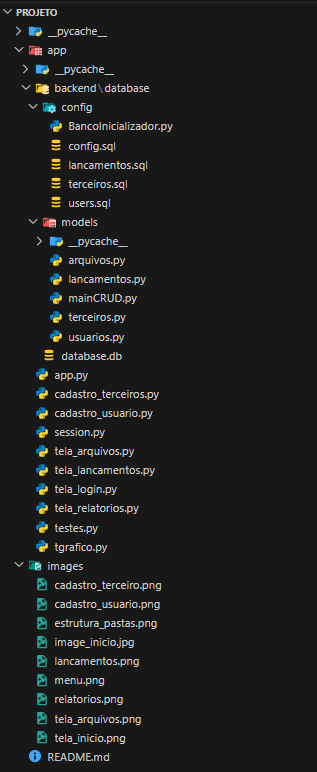 PROJETO
__pycache__
app
__pycache__
backend\database
config
BancoInicializador.py
config.sql
lancamentos.sql
terceiros.sql
users.sql
models
__pycache__
arquivos.py
lancamentos.py
mainCRUD.py
terceiros.py
usuarios.py
database.db
app.py
cadastro_terceiros.py
cadastro_usuario.py
session.py
tela_arquivos.py
tela_lancamentos.py
tela_login.py
tela_relatorios.py
testes.py
tgrafico.py
images
cadastro_terceiro.png
cadastro_usuario.png
estrutura_pastas.png
image_inicio.jpg
lancamentos.png
menu.png
relatorios.png
tela_arquivos.png
tela_inicio.png
README.md